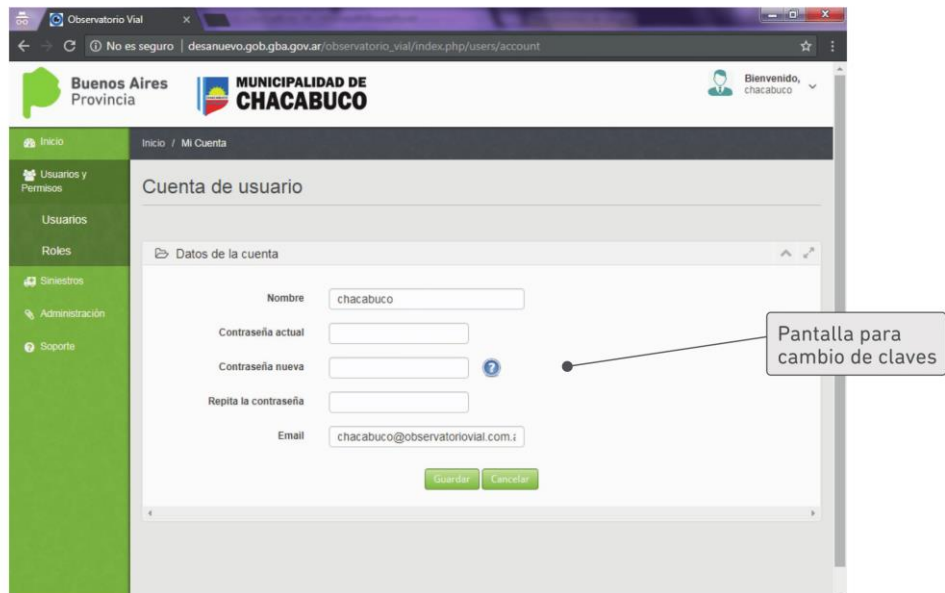 Observatorio Vial
No es seguro | desanuevo.gob.gba.gov.ar/observatorio_vial/index.php/users/account
Buenos Aires
Provincia
MUNICIPALIDAD DE
CHACABUCO
Bienvenido,
chacabuco
Inicio
Inicio / Mi Cuenta
Usuarios y
Permisos
Cuenta de usuario
Usuarios
Roles
Datos de la cuenta
Siniestros
Nombre
chacabuco
Administración
Contraseña actual
Soporte
Contraseña nueva
Pantalla para
cambio de claves
Repita la contraseña
Email
chacabuco@observatoriovial.com.a
Guardar
Cancelar